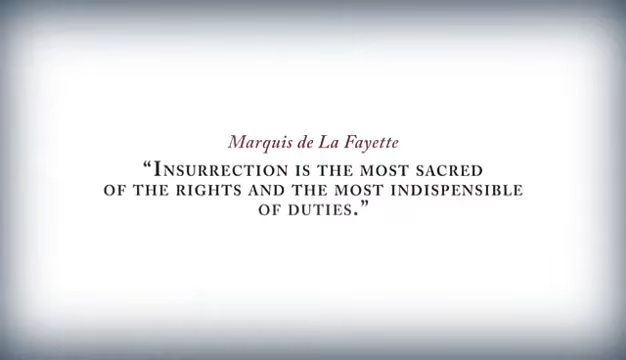 Marquis de La Fayette
“Insurrection is the most sacred
of the rights and the most indispensible
of duties.”